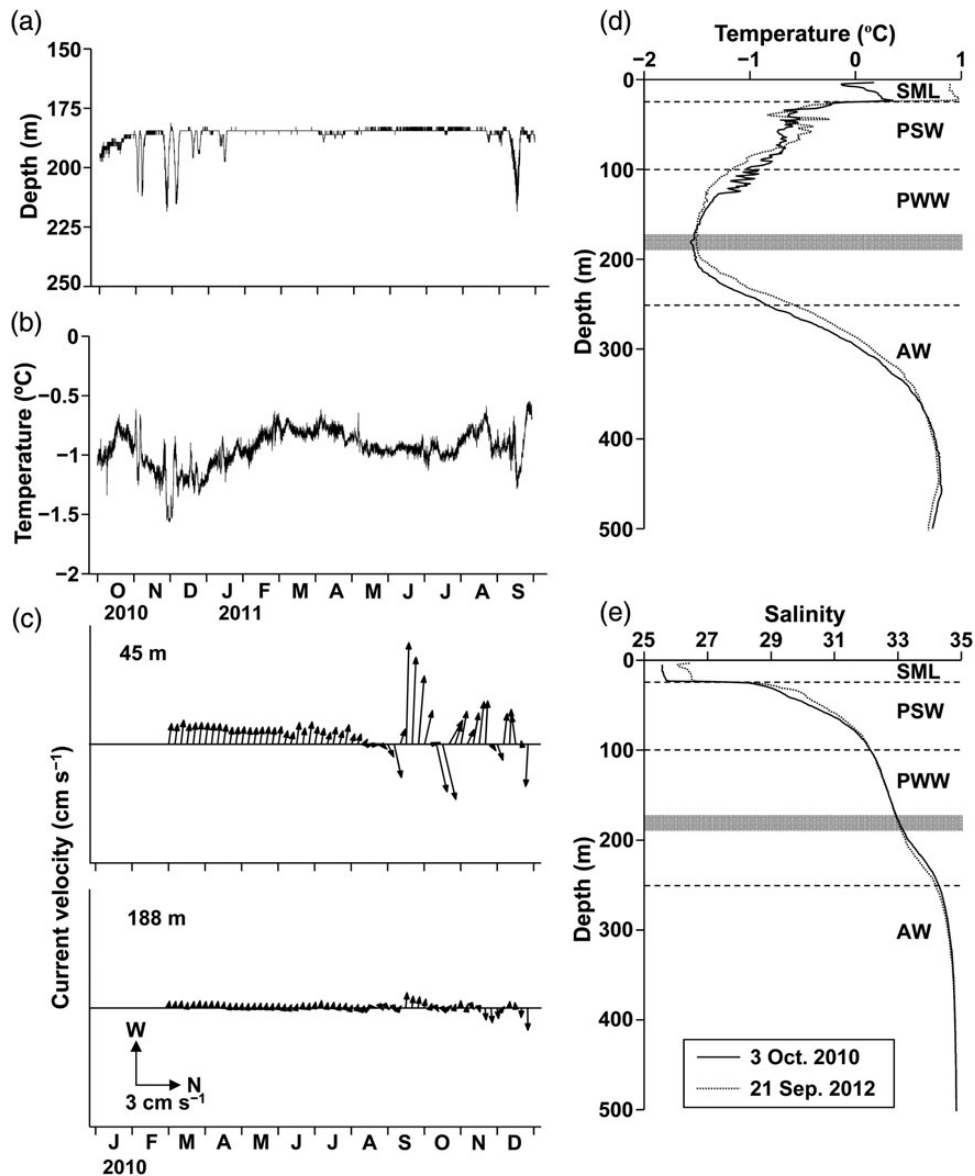 (a)
150
175
200
225
250
Depth (m)
(b)
0
−0.5
−1
−1.5
−2
Temperature (ºC)
O N D J F M A M J J A S
2010 2011
(c)
45 m
188 m
Current velocity (cm s⁻¹)
W
N
3 cm s⁻¹
J F M A M J J A S O N D
2010
(d)
Temperature (ºC)
−2 −1 0 1
0
100
200
300
400
500
Depth (m)
SML
PSW
PWW
AW
(e)
Salinity
25 27 29 31 33 35
0
100
200
300
400
500
Depth (m)
SML
PSW
PWW
AW
3 Oct. 2010
21 Sep. 2012